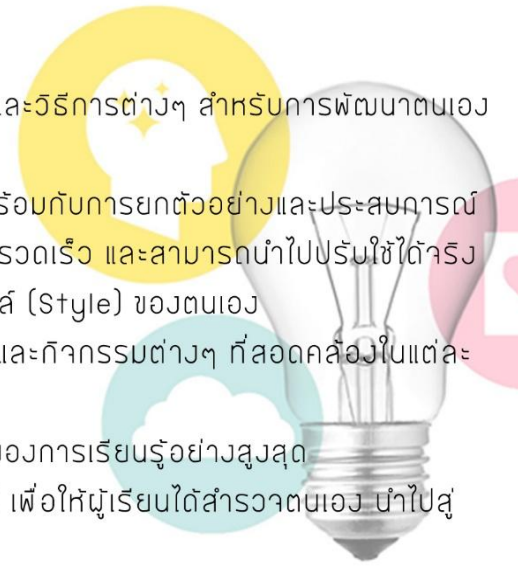 และวิธีการต่างๆ สำหรับการพัฒนาตนเอง
ร้อมกับการยกตัวอย่างและประสบการณ์
รวดเร็ว และสามารถนำไปปรับใช้ได้จริง
ล์ (Style) ของตนเอง
และกิจกรรมต่างๆ ที่สอดคล้องในแต่ละ
ของการเรียนรู้อย่างสูงสุด
เพื่อให้ผู้เรียนได้สำรวจตนเอง นำไปสู่